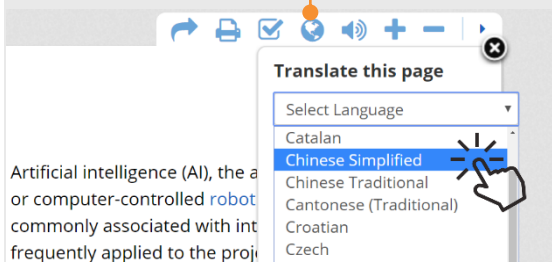 Translate this page
Select Language
Catalan
Chinese Simplified
Chinese Traditional
Cantonese (Traditional)
Croatian
Czech
Artificial intelligence (AI), the a
or computer-controlled robot
commonly associated with int
frequently applied to the proj